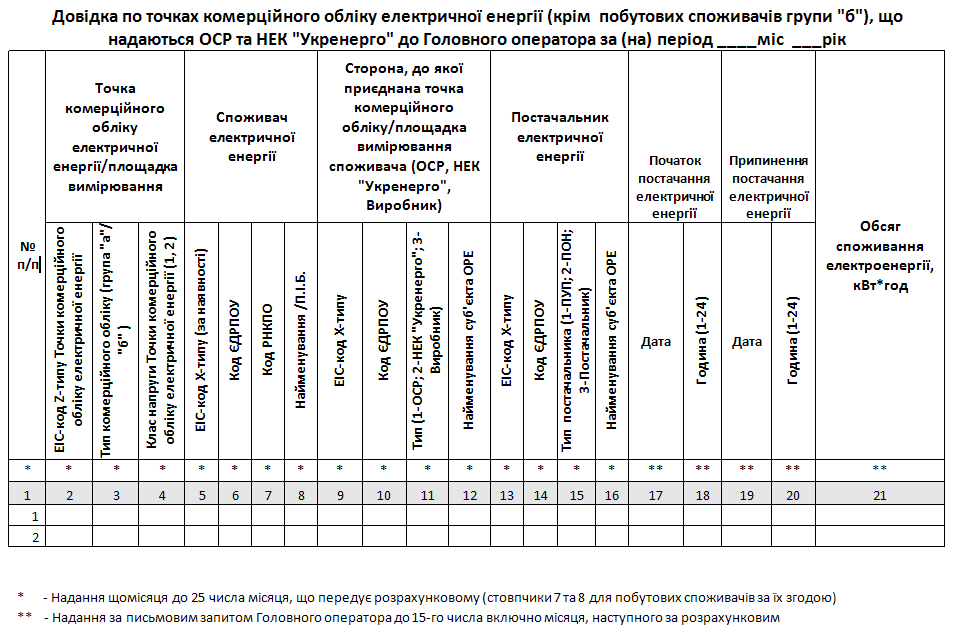 Довідка по точках комерційного обліку електричної енергії (крім побутових споживачів групи "б"), що
надаються ОСР та НЕК "Укренерго" до Головного оператора за (на) період ____міс ___рік
№
п/п
Точка
комерційного
обліку
електричної
енергії/площадка
вимірювання
Споживач
електричної
енергії
Сторона, до якої
приєднана точка
комерційного
обліку/площадка
вимірювання
споживача (ОСР, НЕК
"Укренерго",
Виробник)
Постачальник
електричної
енергії
Початок
постачання
електричної
енергії
Припинення
постачання
електричної
енергії
Обсяг
споживання
електроенергії,
кВт*год
ЕІС-код Z-типу Точки комерційного
обліку електричної енергії
Тип комерційного обліку (група "а"/
"б" )
Клас напруги Точки комерційного
обліку електричної енергії (1, 2)
ЕІС-код Х-типу (за наявності)
Код ЄДРПОУ
Код РНКПО
Найменування /П.І.Б.
ЕІС-код Х-типу
Код ЄДРПОУ
Тип (1-ОСР; 2-НЕК "Укренерго"; 3-
Виробник)
Найменування суб'єкта ОРЕ
ЕІС-код Х-типу
Код ЄДРПОУ
Тип постачальника (1-ПУП; 2-ПОН;
3-Постачальник)
Найменування суб'єкта ОРЕ
Дата
Година (1-24)
Дата
Година (1-24)
* * * * * * * * * * * * * * * * ** ** ** ** **
1 2 3 4 5 6 7 8 9 10 11 12 13 14 15 16 17 18 19 20 21
1
2
* - Надання щомісяця до 25 числа місяця, що передує розрахунковому (стовпчики 7 та 8 для побутових споживачів за їх згодою)
** - Надання за письмовим запитом Головного оператора до 15-го числа включно місяця, наступного за розрахунковим